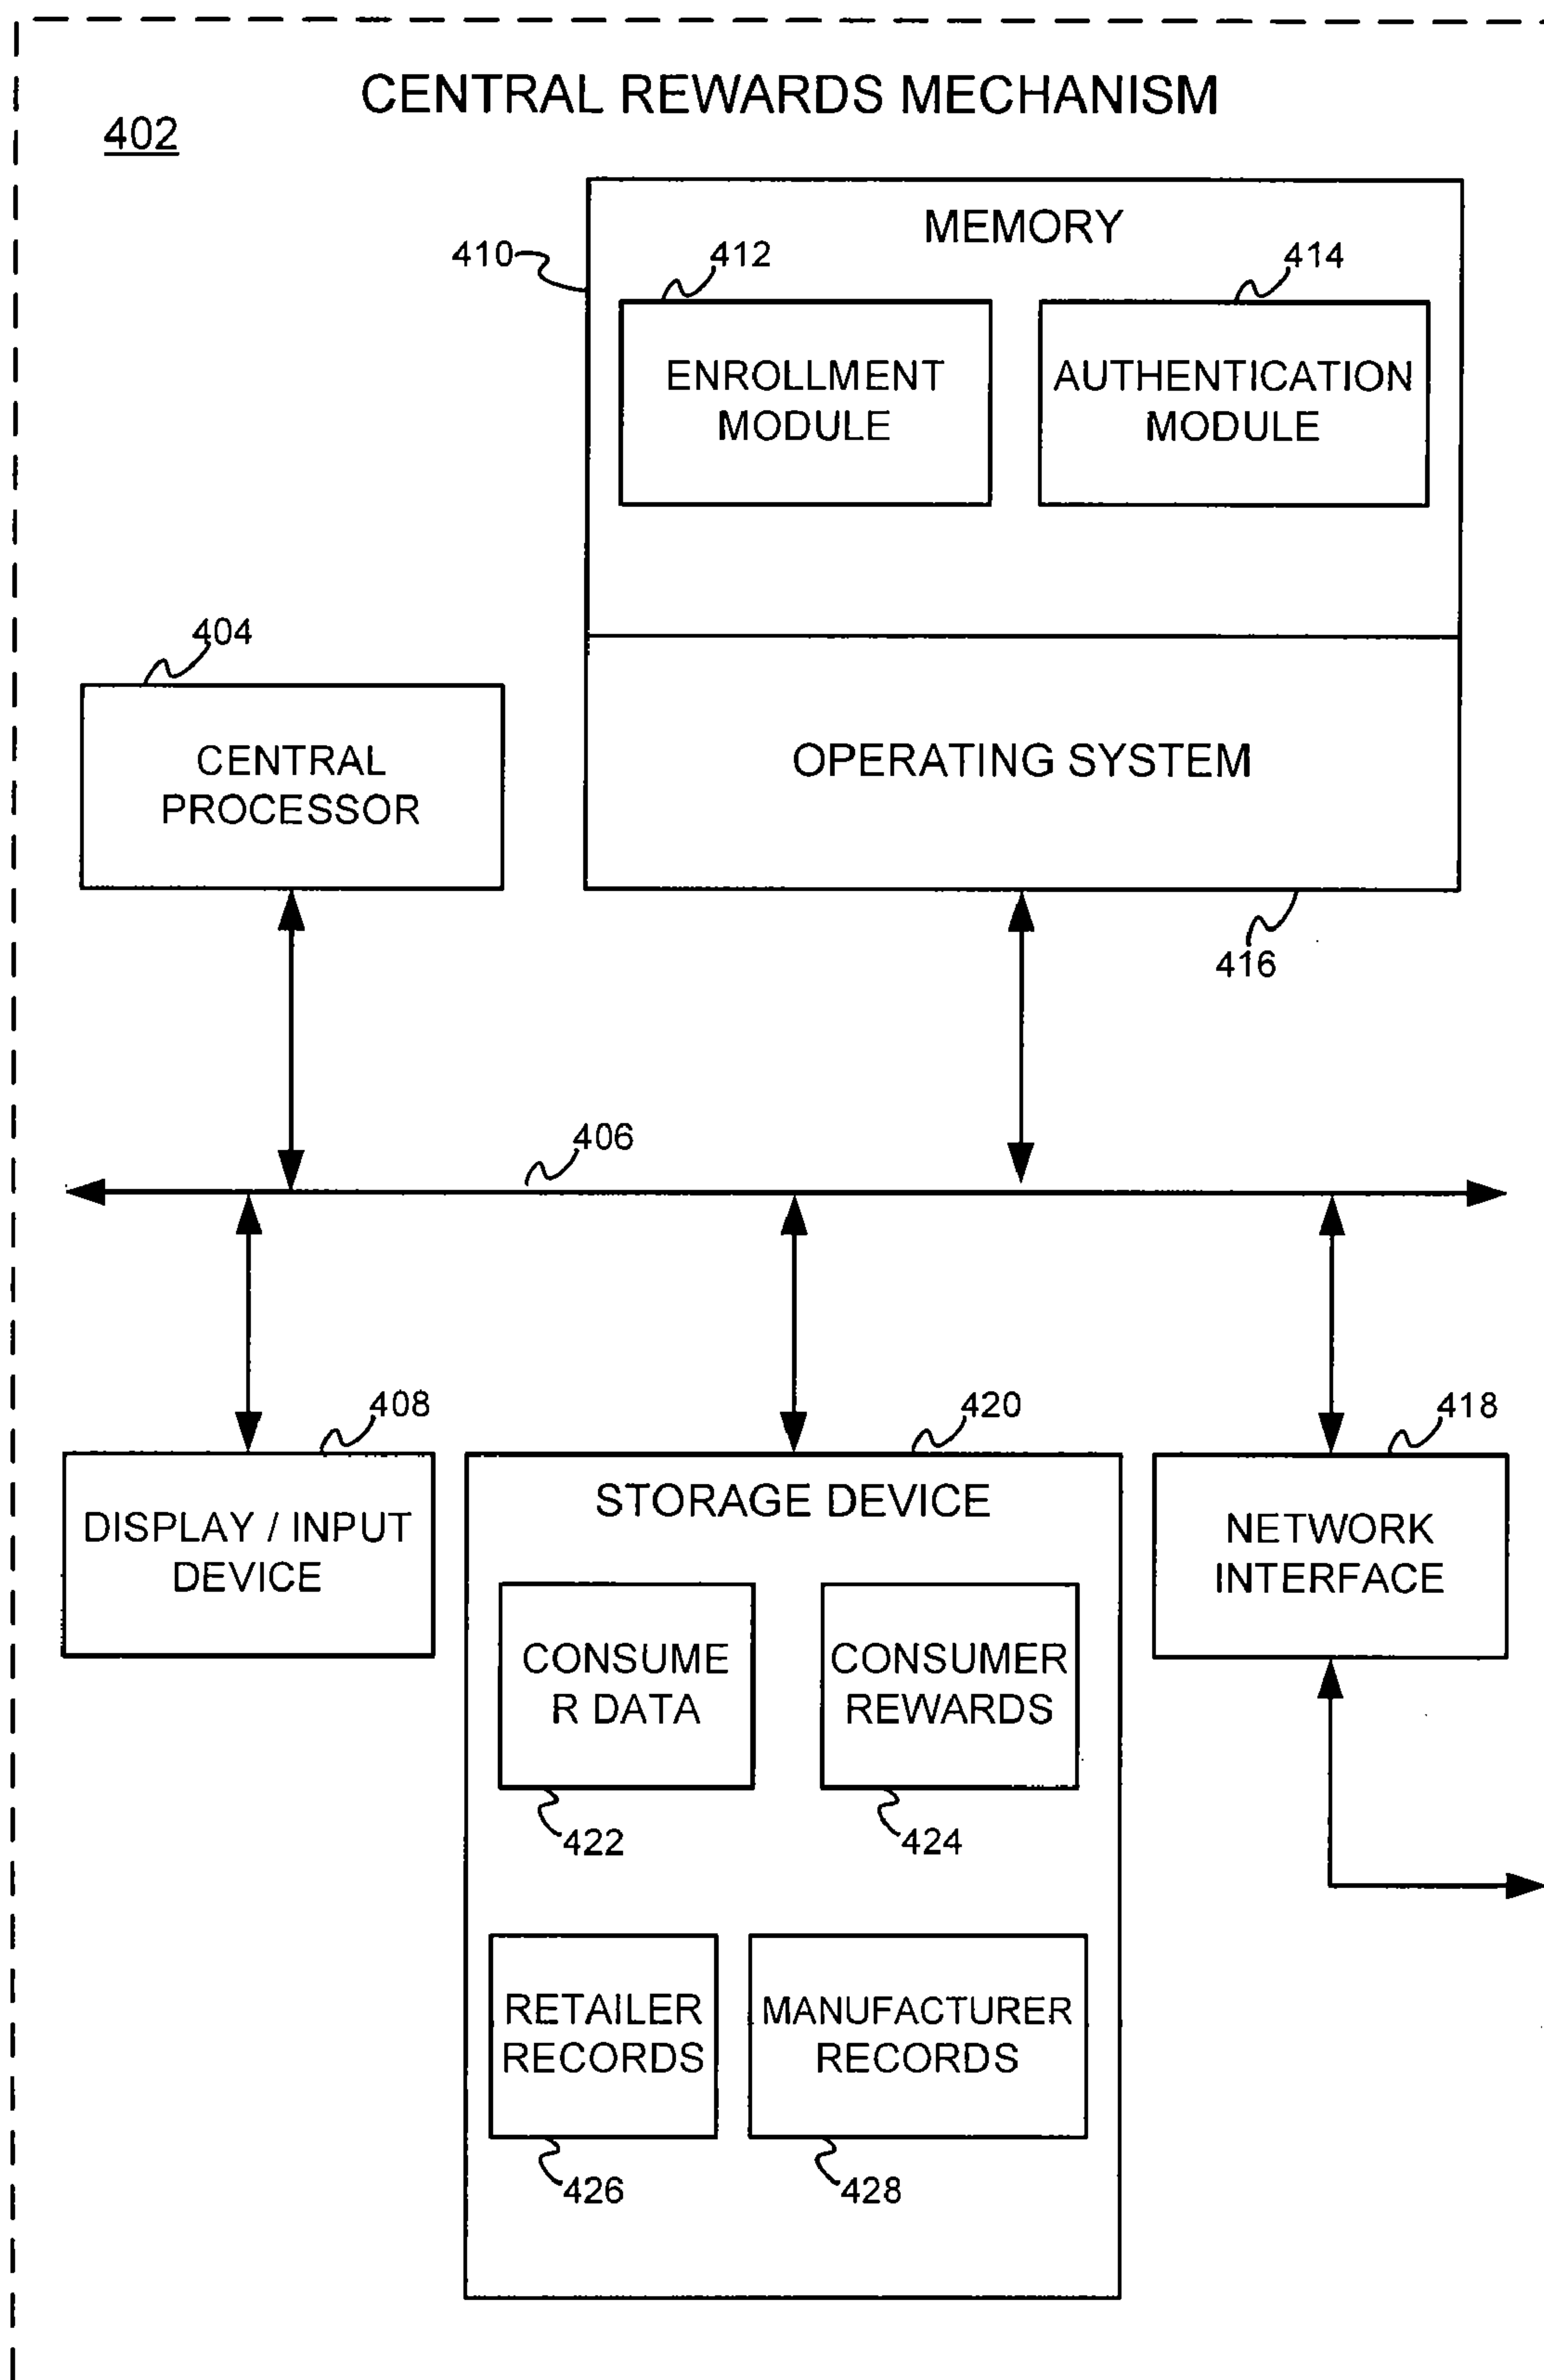 CENTRAL REWARDS MECHANISM
402
MEMORY
410
412
414
ENROLLMENT
MODULE
AUTHENTICATION
MODULE
404
CENTRAL
PROCESSOR
OPERATING SYSTEM
416
406
408
420
418
DISPLAY / INPUT
DEVICE
STORAGE DEVICE
NETWORK
INTERFACE
CONSUME
R DATA
CONSUMER
REWARDS
422
424
RETAILER
RECORDS
MANUFACTURER
RECORDS
426
428